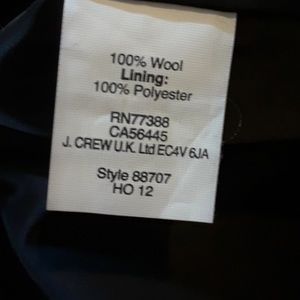 100% Wool
Lining:
100% Polyester
RN77388
CA56445
J. CREW U.K. Ltd EC4V 6JA
Style 88707
HO 12